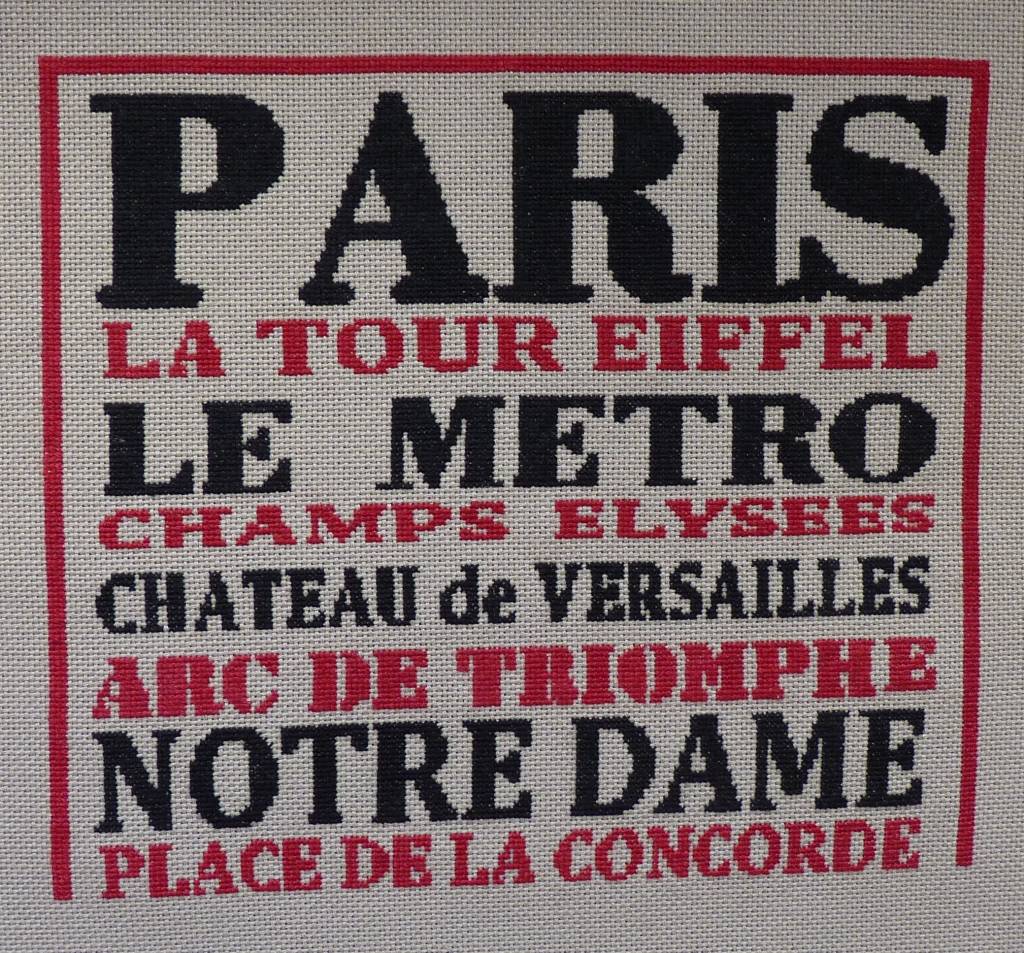 PARIS
LA TOUR EIFFEL
LE METRO
CHAMPS ELYSEES
CHATEAU de VERSAILLES
ARC DE TRIOMPHE
NOTRE DAME
PLACE DE LA CONCORDE